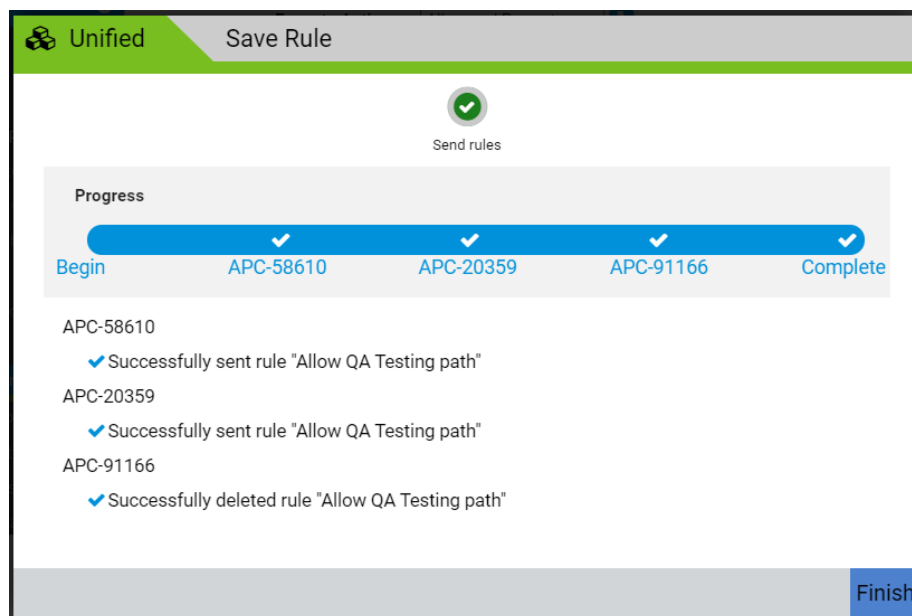 Unified
Save Rule
Send rules
Progress
Begin
APC-58610
APC-20359
APC-91166
Complete
APC-58610
Successfully sent rule "Allow QA Testing path"
APC-20359
Successfully sent rule "Allow QA Testing path"
APC-91166
Successfully deleted rule "Allow QA Testing path"
Finish